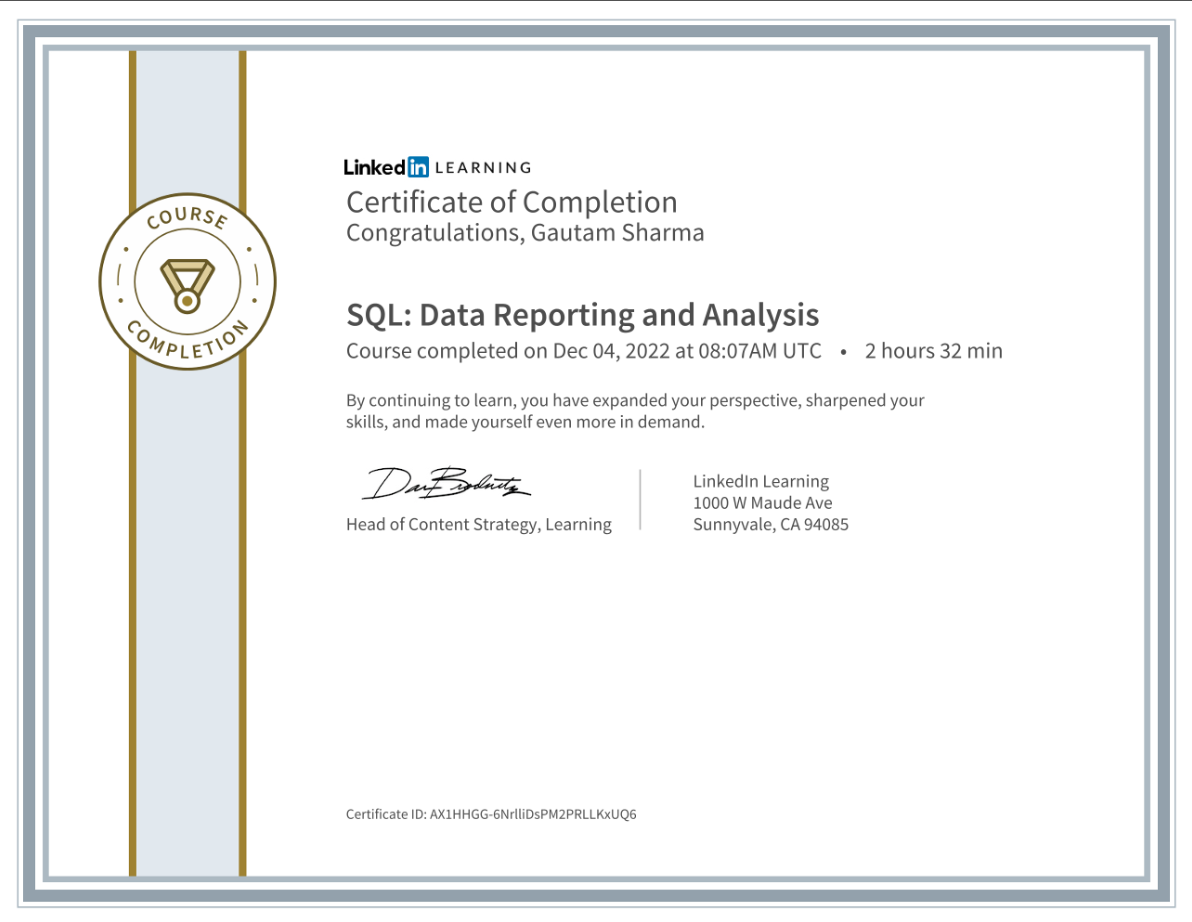 COURSE
COMPLETION
Linked in LEARNING
Certificate of Completion
Congratulations, Gautam Sharma
SQL: Data Reporting and Analysis
Course completed on Dec 04, 2022 at 08:07AM UTC • 2 hours 32 min
By continuing to learn, you have expanded your perspective, sharpened your
skills, and made yourself even more in demand.
Head of Content Strategy, Learning
LinkedIn Learning
1000 W Maude Ave
Sunnyvale, CA 94085
Certificate ID: AX1HHGG-6NrlliDsPM2PRLLKxUQ6